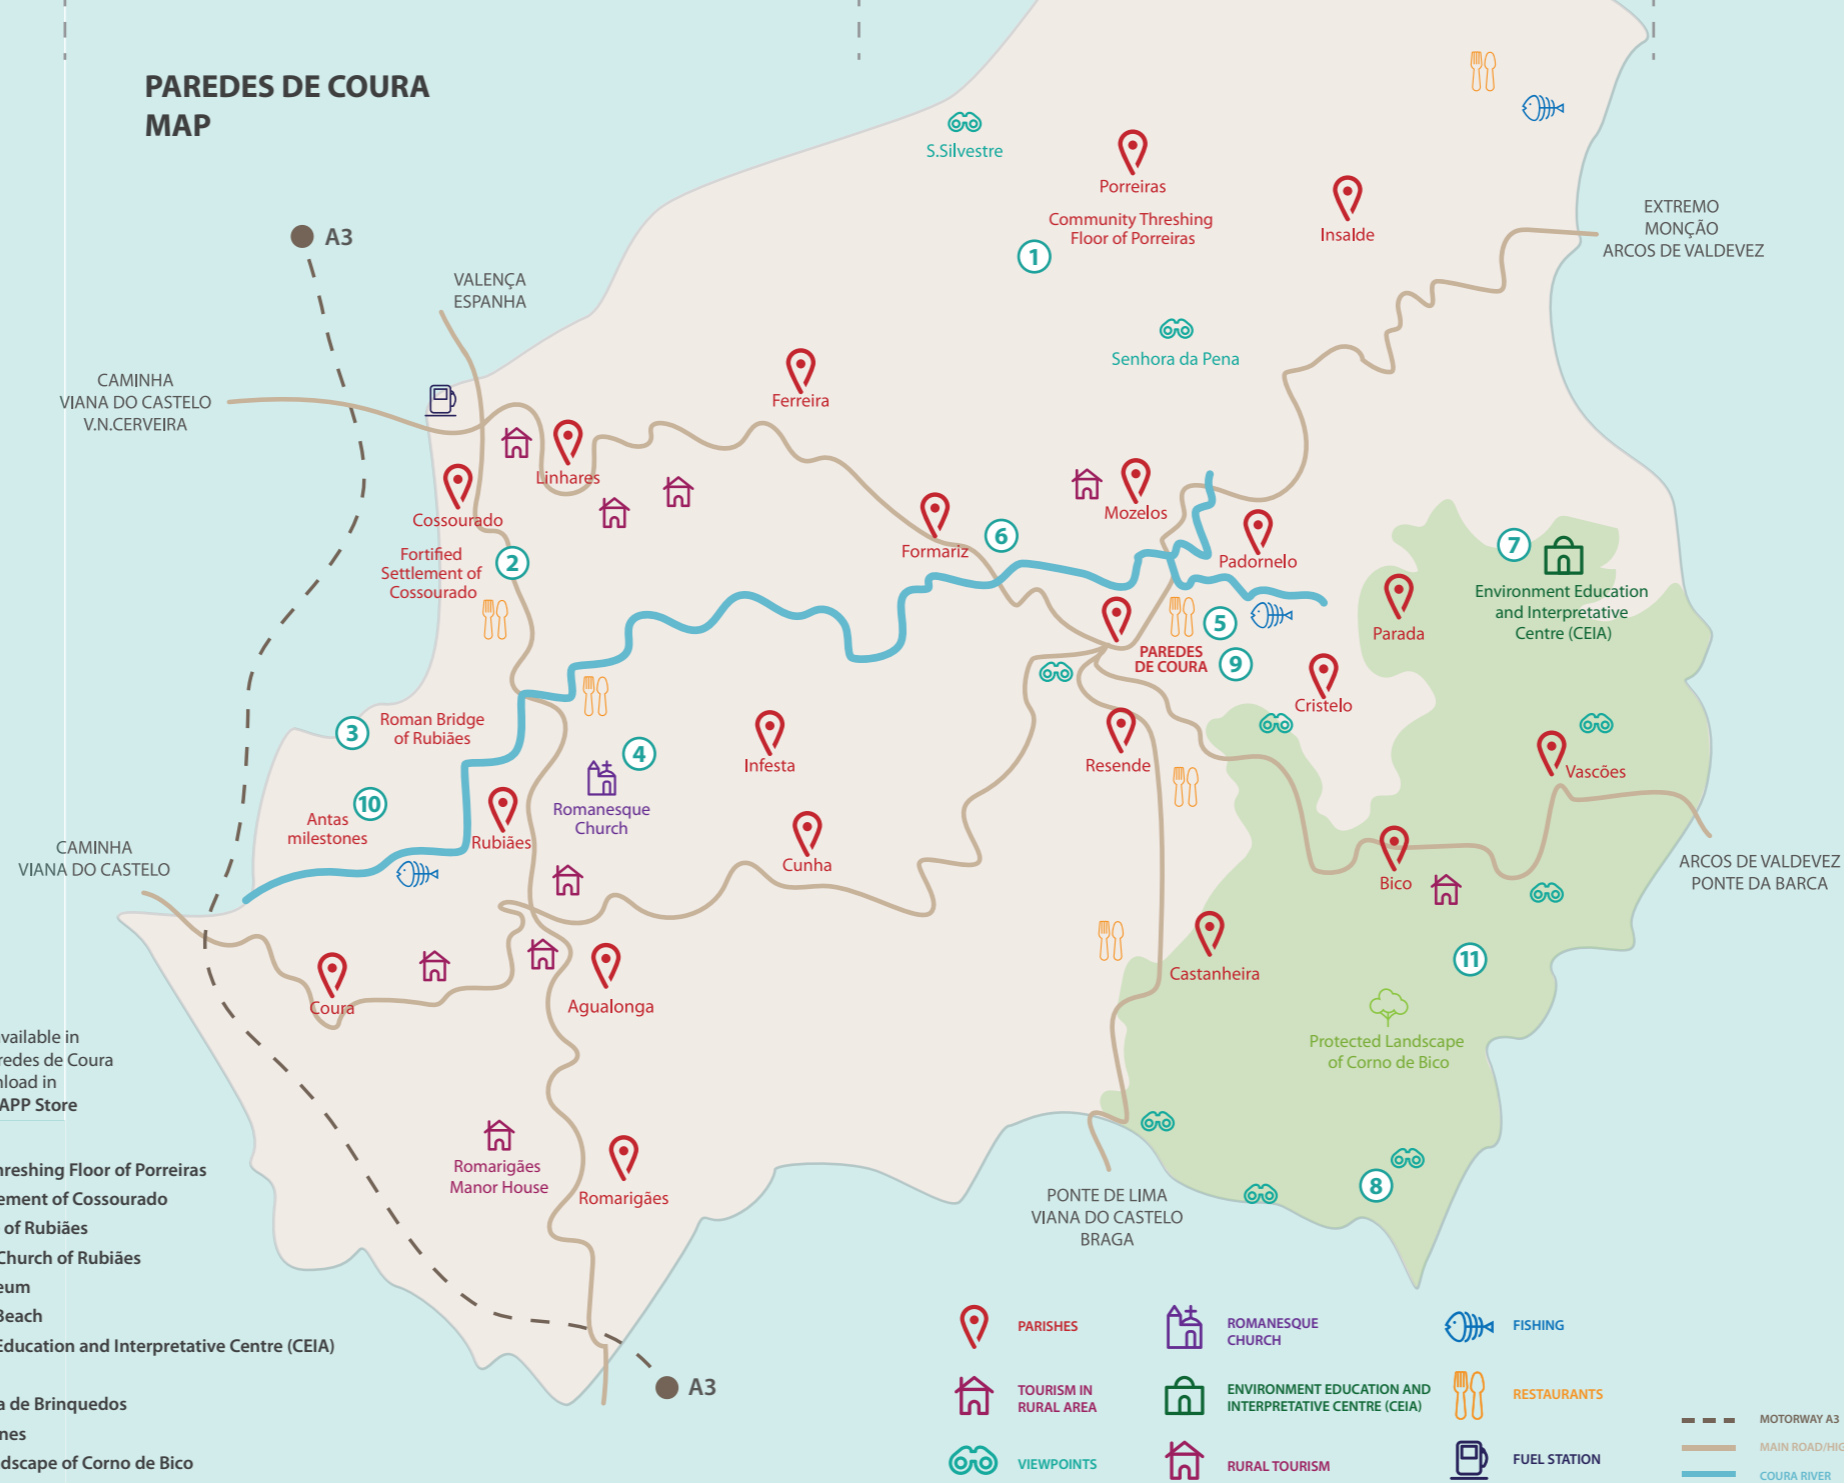 PAREDES DE COURA
MAP
S.Silvestre
Porreiras
Community Threshing
Floor of Porreiras
1
Insalde
EXTREMO
MONÇÃO
ARCOS DE VALDEVEZ
A3
VALENÇA
ESPANHA
Senhora da Pena
CAMINHA
VIANA DO CASTELO
V.N.CERVEIRA
Ferreira
Linhares
Cossourado
Fortified
Settlement of
Cossourado
2
Formariz
6
Mozelos
Padornelo
7
Environment Education
and Interpretative
Centre (CEIA)
Parada
5
PAREDES
DE COURA
9
Cristelo
3
Roman Bridge
of Rubiães
4
Romanesque
Church
Infesta
Resende
Vascões
10
Antas
milestones
Rubiães
Cunha
Bico
CAMINHA
VIANA DO CASTELO
ARCOS DE VALDEVEZ
PONTE DA BARCA
Coura
Agualonga
Castanheira
11
Protected Landscape
of Corno de Bico
Romarigães
Manor House
Romarigães
8
PONTE DE LIMA
VIANA DO CASTELO
BRAGA
A3
in
de Coura
in
APP Store
Floor of Porreiras
of Cossourado
of Rubiães
Church of Rubiães
Beach
Education and Interpretative Centre (CEIA)
de Brinquedos
of Corno de Bico
PARISHES
TOURISM IN
RURAL AREA
VIEWPOINTS
ROMANESQUE
CHURCH
ENVIRONMENT EDUCATION AND
INTERPRETATIVE CENTRE (CEIA)
RURAL TOURISM
FISHING
RESTAURANTS
FUEL STATION
MOTORWAY A3
MAIN
COURA RIVER